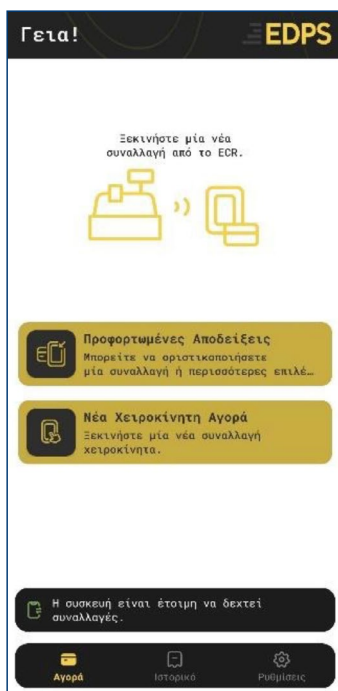 Γεια!
EDPS
Ξεκινήστε μία νέα
συναλλαγή από το ECR.
Προφορτωμένες Αποδείξεις
Μπορείτε να οριστικοποιήσετε
μία συναλλαγή ή περισσότερες επιλέ…
Νέα Χειροκίνητη Αγορά
Ξεκινήστε μία νέα συναλλαγή
χειροκίνητα.
Η συσκευή είναι έτοιμη να δεχτεί
συναλλαγές.
Αγορά Ιστορικό Ρυθμίσεις